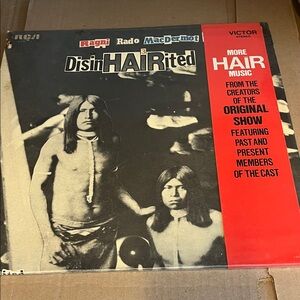 RCA
VICTOR
STEREO
Ragni Rado MacDermot
DisinHAIRited
MORE
HAIR
MUSIC
FROM THE
CREATORS
OF THE
ORIGINAL
SHOW
FEATURING
PAST AND
PRESENT
MEMBERS
OF THE CAST